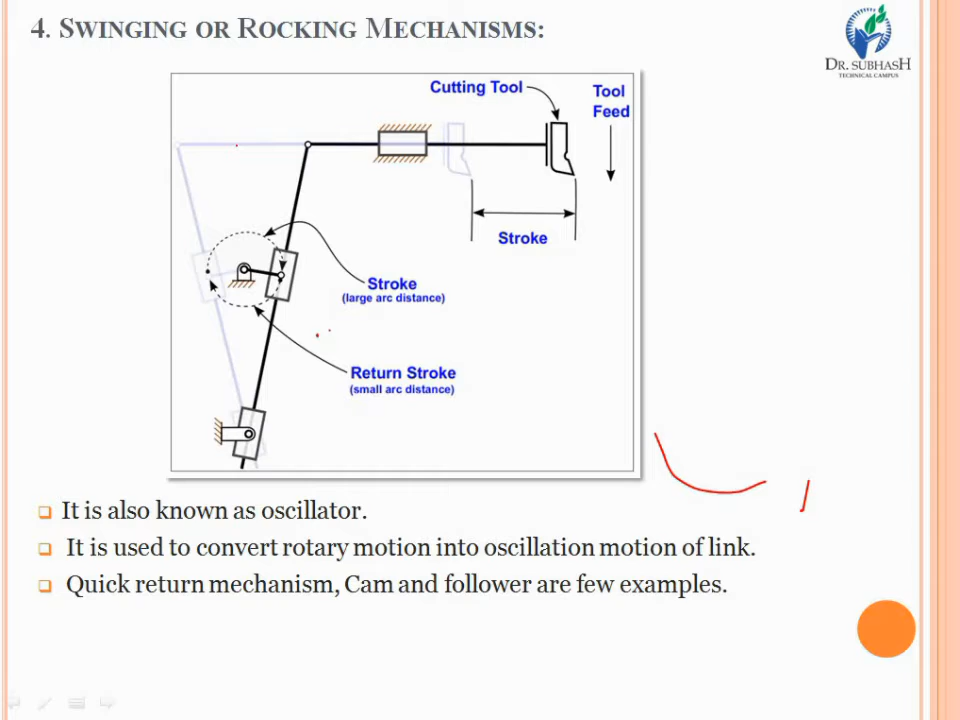 4. SWINGING OR ROCKING MECHANISMS:
DR. SUBHASH
TECHNICAL CAMPUS
Cutting Tool
Tool
Feed
Stroke
Stroke
(large arc distance)
Return Stroke
(small arc distance)
It is also known as oscillator.
It is used to convert rotary motion into oscillation motion of link.
Quick return mechanism, Cam and follower are few examples.